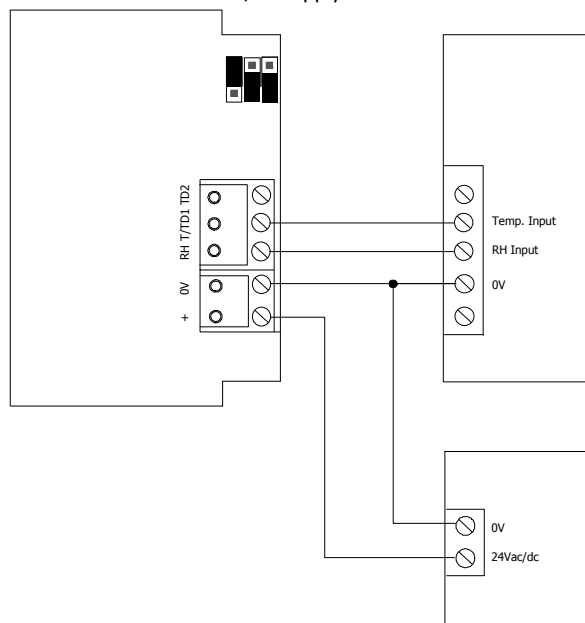 RH T/TD1 TD2
+ 0V
Temp. Input
RH Input
0V
0V
24Vac/dc